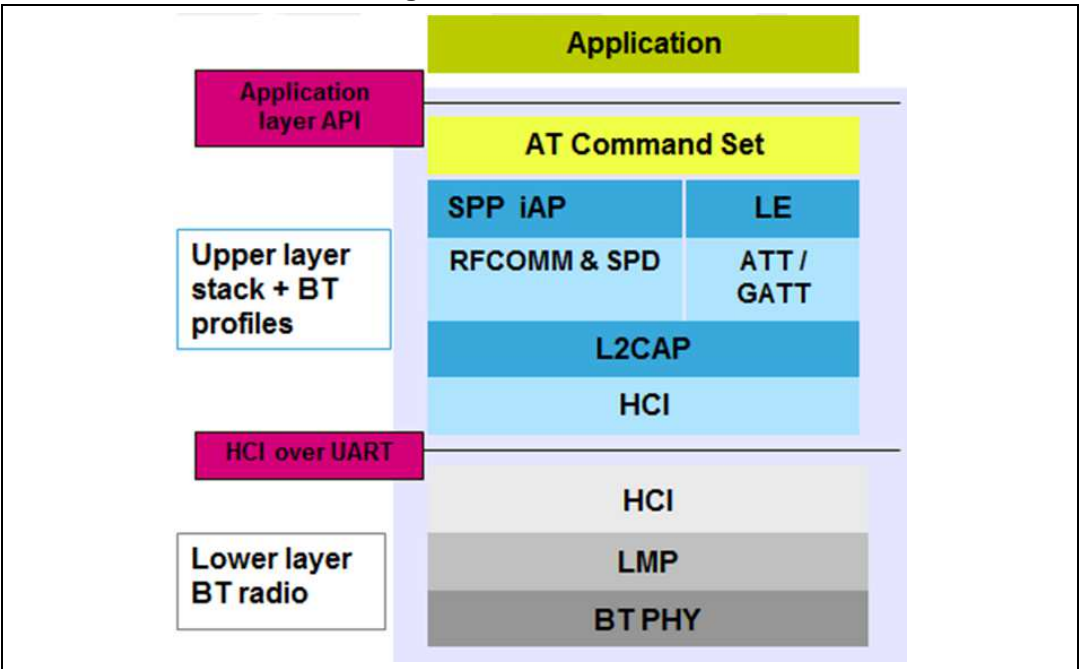 Application
Application
layer API
AT Command Set
SPP iAP
LE
Upper layer
stack + BT
profiles
RFCOMM & SPD
ATT /
GATT
L2CAP
HCI
HCI over UART
HCI
Lower layer
BT radio
LMP
BT PHY